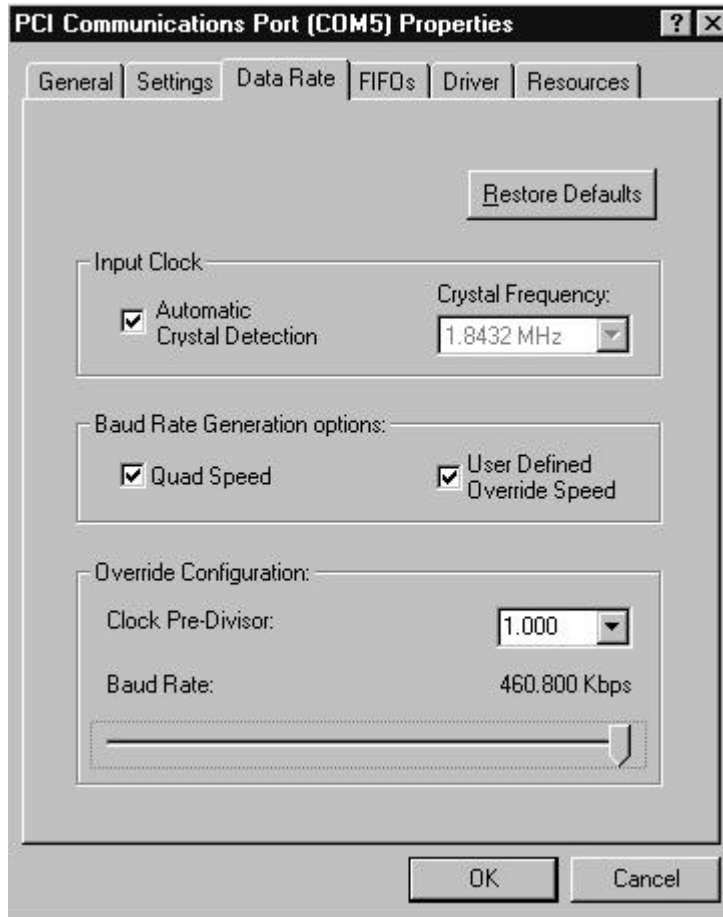 PCI Communications Port (COM5) Properties
General Settings Data Rate FIFOs Driver Resources
Restore Defaults
Input Clock
Automatic
Crystal Detection
Crystal Frequency:
1.8432 MHz
Baud Rate Generation options:
Quad Speed
User Defined
Override Speed
Override Configuration:
Clock Pre-Divisor:
1.000
Baud Rate:
460.800 Kbps
OK
Cancel